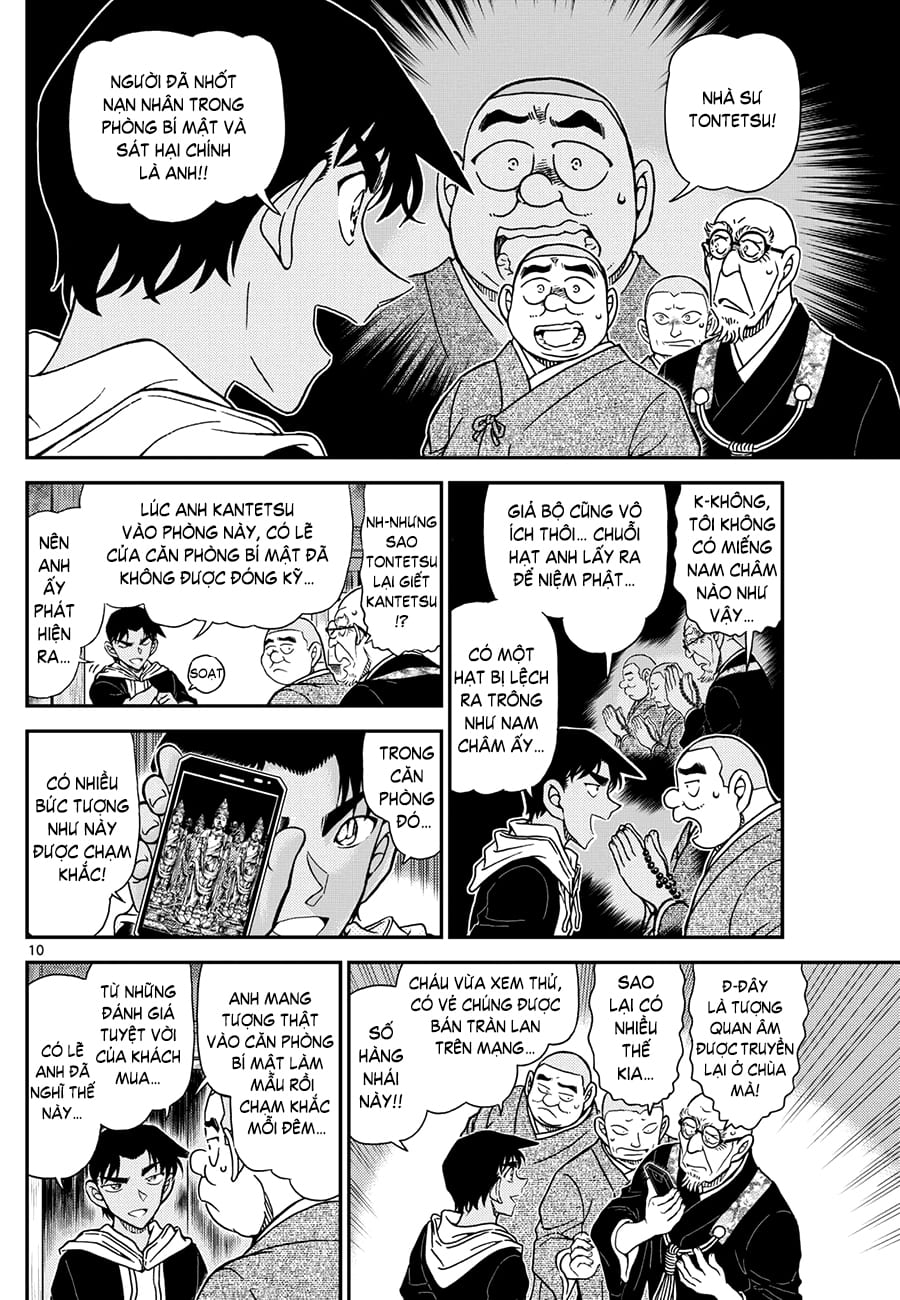 NHÀ SƯ
TONTETSU!
NGƯỜI ĐÃ NHỐT
NẠN NHÂN TRONG
PHÒNG BÍ MẬT VÀ
SÁT HẠI CHÍNH
LÀ ANH!!
K-KHÔNG,
TÔI KHÔNG
CÓ MIẾNG
NAM CHÂM
NÀO NHƯ
VẬY...
GIẢ BỘ CŨNG VÔ
ÍCH THÔI... CHUỖI
HẠT ANH LẤY RA
ĐỂ NIỆM PHẬT...
CÓ MỘT
HẠT BỊ LỆCH
RA TRÔNG
NHƯ NAM
CHÂM ẤY...
NH-NHƯNG
SAO
TONTETSU
LẠI GIẾT
KANTETSU
!?
LÚC ANH KANTETSU
VÀO PHÒNG NÀY, CÓ LẼ
CỬA CĂN PHÒNG BÍ MẬT ĐÃ
KHÔNG ĐƯỢC ĐÓNG KỸ...
NÊN
ANH
ẤY
PHÁT
HIỆN
RA...
SOẠT
TRONG
CĂN
PHÒNG
ĐÓ...
CÓ NHIỀU
BỨC TƯỢNG
NHƯ NÀY
ĐƯỢC CHẠM
KHẮC!
10
Đ-ĐÂY
LÀ TƯỢNG
QUAN ÂM
ĐƯỢC TRUYỀN
LẠI Ở CHÙA
MÀ!
SAO
LẠI CÓ
NHIỀU
THẾ
KIA...
CHÁU VỪA XEM THỬ,
CÓ VẺ CHÚNG ĐƯỢC
BÁN TRÀN LAN
TRÊN MẠNG...
SỐ
HÀNG
NHÁI
NÀY!!
ANH MANG
TƯỢNG THẬT
VÀO CĂN PHÒNG
BÍ MẬT LÀM
MẪU RỒI
CHẠM KHẮC
MỖI ĐÊM...
TỪ NHỮNG
ĐÁNH GIÁ
TUYỆT VỜI
CỦA KHÁCH
MUA...
CÓ LẼ
ANH ĐÃ
NGHĨ THẾ
NÀY...